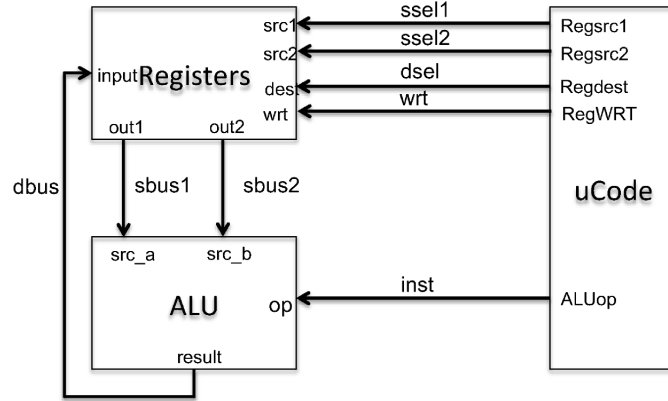 ssel1
src1
Regsrc1
ssel2
src2
Regsrc2
input
Registers
dsel
dest
Regdest
wrt
wrt
RegWRT
out1
out2
dbus
sbus1
sbus2
uCode
src_a
src_b
inst
ALU
op
ALUop
result